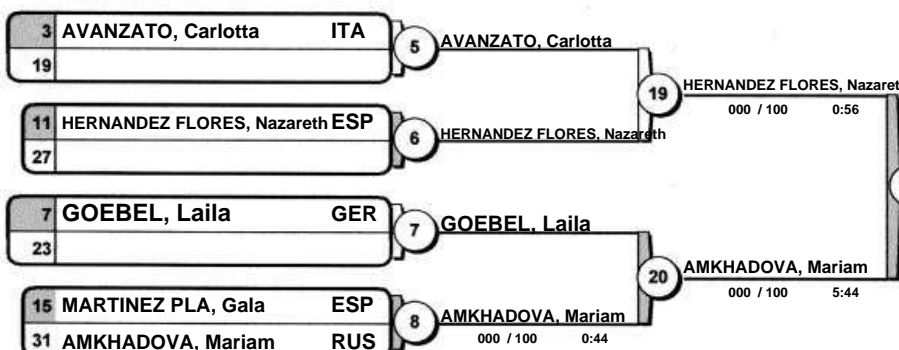 3 AVANZATO, Carlotta ITA
19
5
AVANZATO, Carlotta
11 HERNANDEZ FLORES, Nazareth ESP
27
6
HERNANDEZ FLORES, Nazareth
19
HERNANDEZ FLORES, Nazaret
000 / 100 0:56
7 GOEBEL, Laila GER
23
7
GOEBEL, Laila
15 MARTINEZ PLA, Gala ESP
31 AMKHADOVA, Mariam RUS
8
AMKHADOVA, Mariam
000 / 100 0:44
20
AMKHADOVA, Mariam
000 / 100 5:44